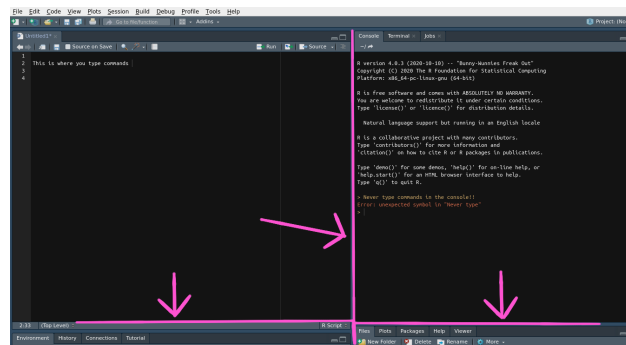 File Edit Code View Plots Session Build Debug Profile Tools Help
Go to file/function Addins Project: (No
Untitled1*
Source on Save Run Source
1
2 This is where you type commands
3
4
2:33 (Top Level) R Script
Environment History Connections Tutorial
Console Terminal Jobs
~/
R version 4.0.3 (2020-10-10) -- "Bunny-Wunnies Freak Out"
Copyright (C) 2020 The R Foundation for Statistical Computing
Platform: x86_64-pc-linux-gnu (64-bit)
R is free software and comes with ABSOLUTELY NO WARRANTY.
You are welcome to redistribute it under certain conditions.
Type 'license()' or 'licence()' for distribution details.
Natural language support but running in an English locale
R is a collaborative project with many contributors.
Type 'contributors()' for more information and
'citation()' on how to cite R or R packages in publications.
Type 'demo()' for some demos, 'help()' for on-line help, or
'help.start()' for an HTML browser interface to help.
Type 'q()' to quit R.
> Never type commands in the console!!
Error: unexpected symbol in "Never type"
>
Files Plots Packages Help Viewer
New Folder Delete Rename More